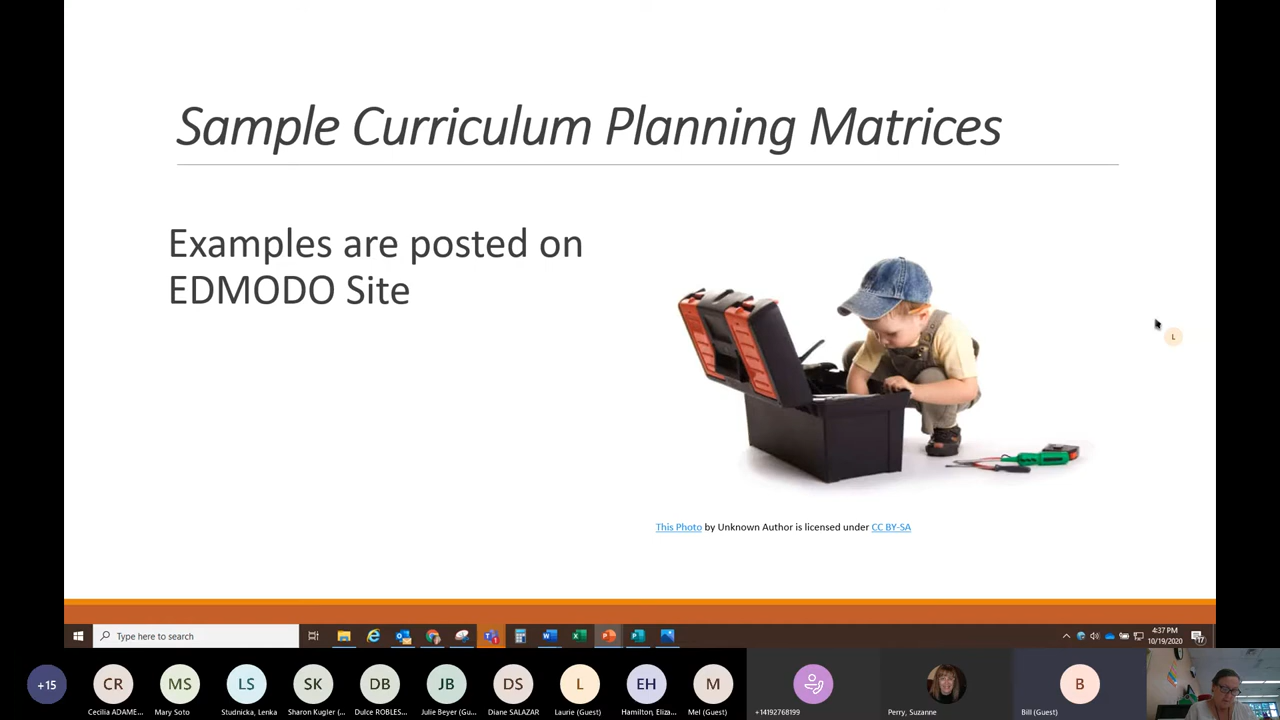 Sample Curriculum Planning Matrices
Examples are posted on
EDMODO Site
L
This Photo by Unknown Author is licensed under CC BY-SA
Type here to search
4:37 PM
10/19/2020
17
+15
CR
MS
LS
SK
DB
JB
DS
L
EH
M
B
Cecilia ADAME...
Mary Soto
Studnicka, Lenka
Sharon Kugler (...
Dulce ROBLES...
Julie Beyer (Gu...
Diane SALAZAR
Laurie (Guest)
Hamilton, Eliza...
Mel (Guest)
+14192768199
Perry, Suzanne
Bill (Guest)